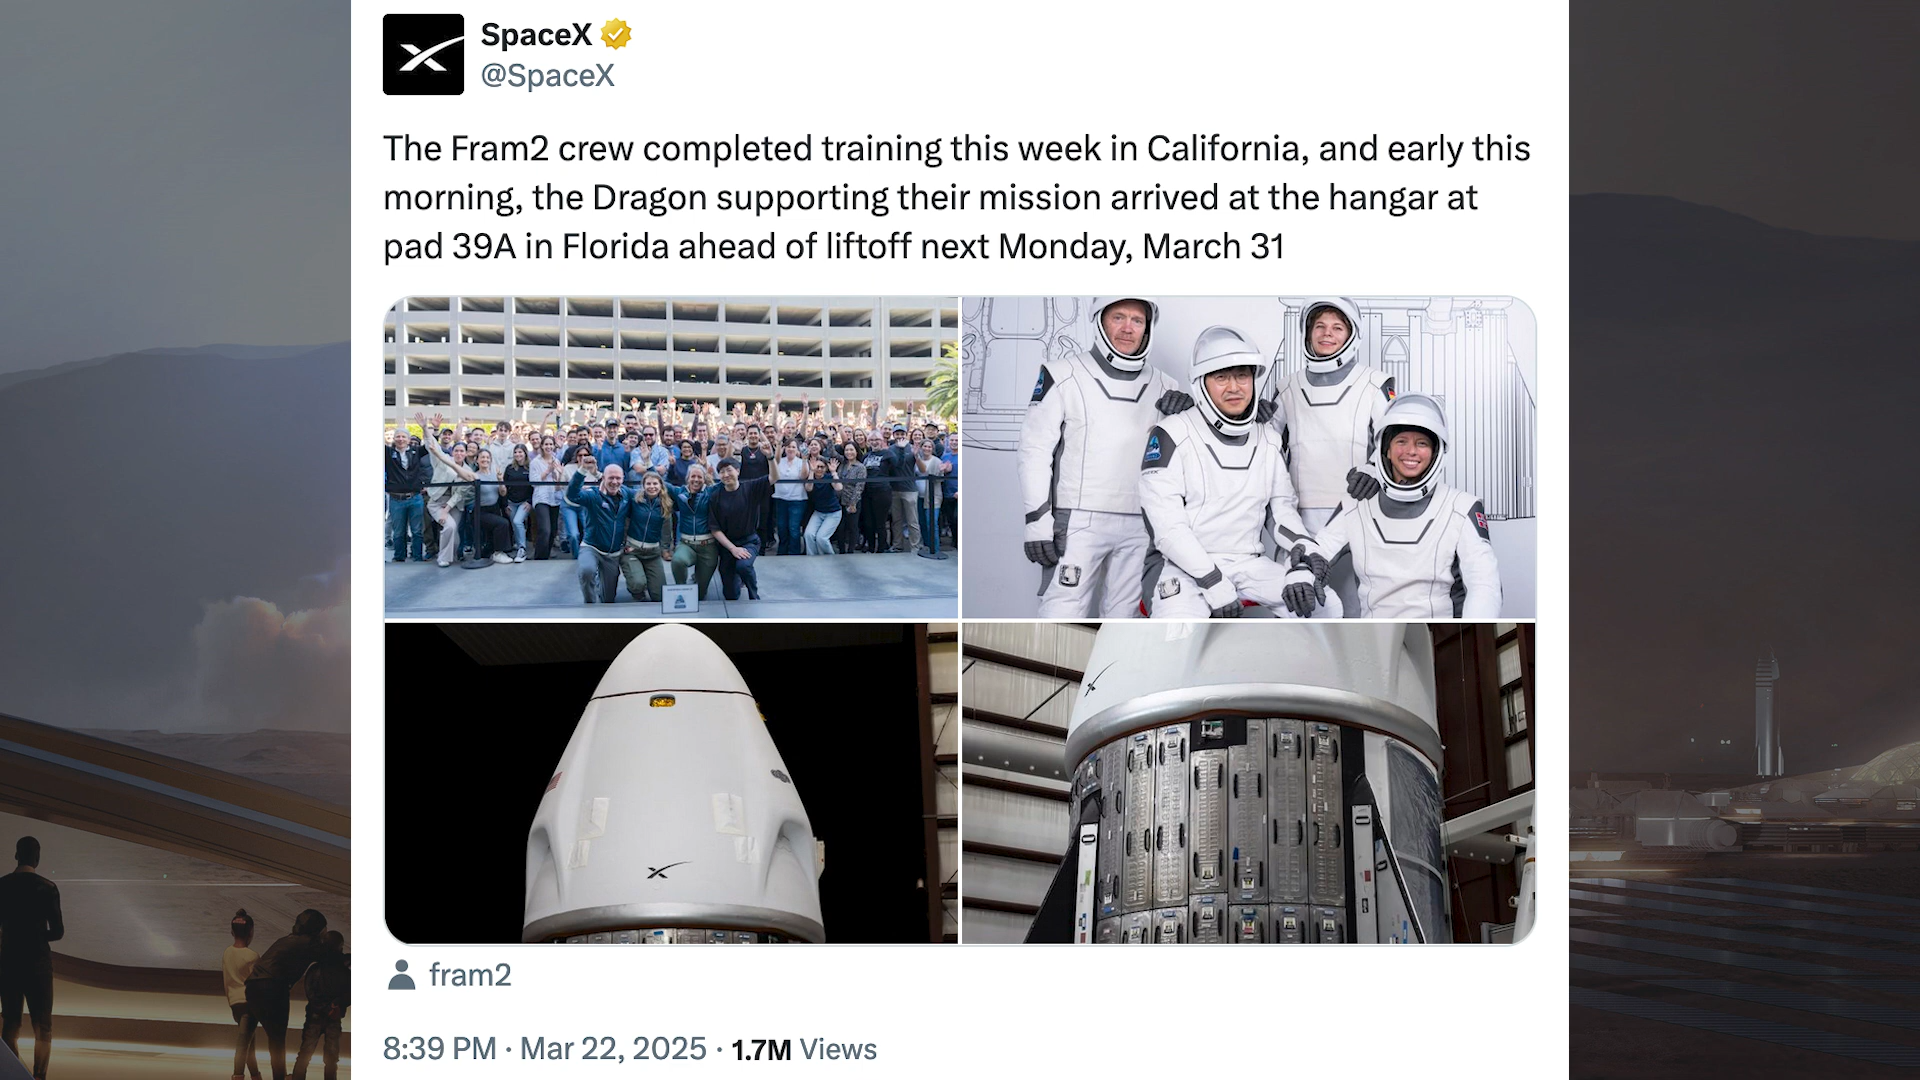 SpaceX
@SpaceX
The Fram2 crew completed training this week in California, and early this
morning, the Dragon supporting their mission arrived at the hangar at
pad 39A in Florida ahead of liftoff next Monday, March 31
fram2
8:39 PM · Mar 22, 2025 · 1.7M Views